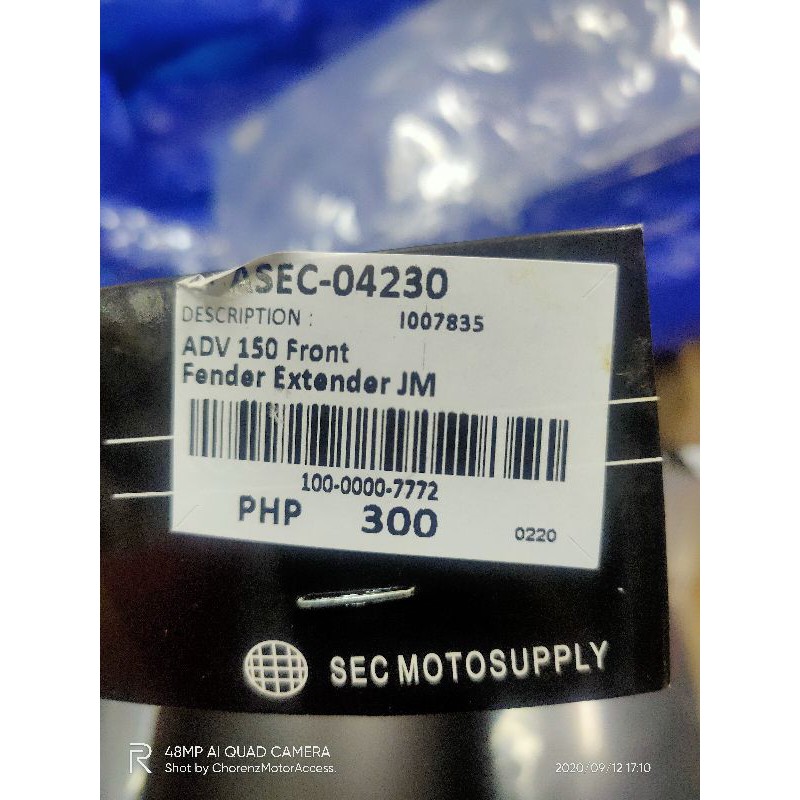 ASEC-04230
DESCRIPTION : I007835
ADV 150 Front
Fender Extender JM
100-0000-7772
PHP 300 0220
SEC MOTOSUPPLY
48MP AI QUAD CAMERA
Shot by ChorenzMotorAccess.
2020/09/12 17:10